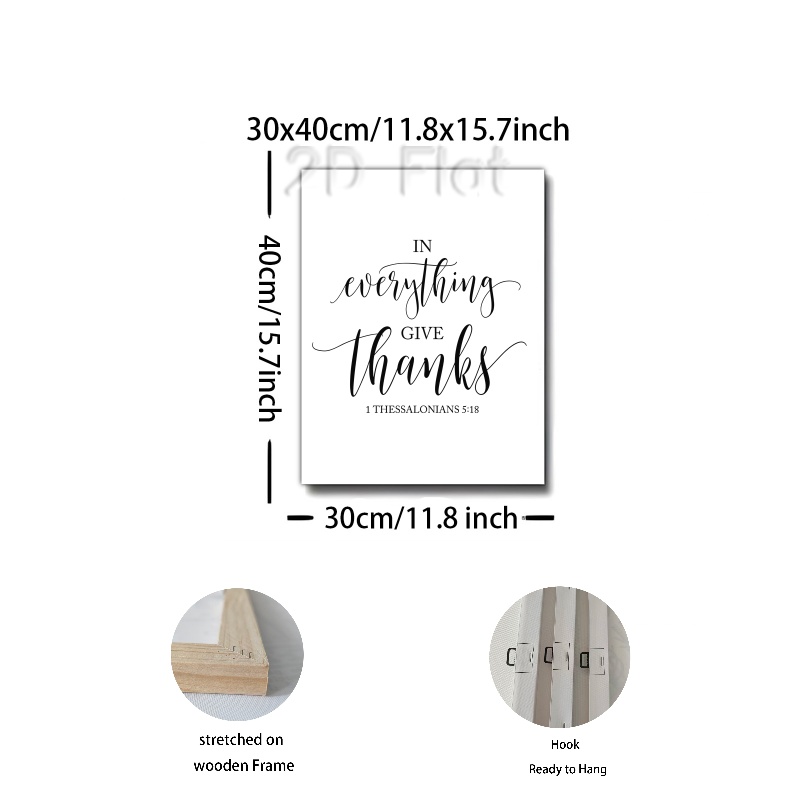 30x40cm/11.8x15.7inch
2D Flat
40cm/15.7inch
IN
everything
GIVE
thanks
1 THESSALONIANS 5:18
30cm/11.8 inch
stretched on
wooden Frame
Hook
Ready to Hang